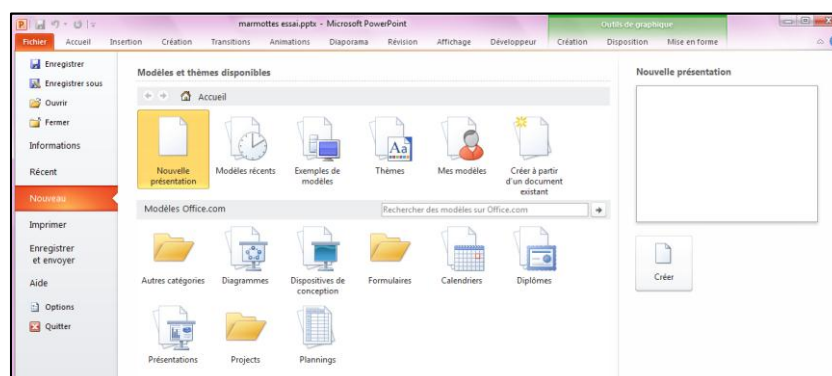 marmottes essai.pptx - Microsoft PowerPoint
Outils de graphique
Fichier Accueil Insertion Création Transitions Animations Diaporama Révision Affichage Développeur Création Disposition Mise en forme
Enregistrer
Enregistrer sous
Ouvrir
Fermer
Informations
Récent
Nouveau
Imprimer
Enregistrer
et envoyer
Aide
Options
Quitter
Modèles et thèmes disponibles
Accueil
Nouvelle
présentation
Modèles récents
Exemples de
modèles
Thèmes
Mes modèles
Créer à partir
d'un document
existant
Modèles Office.com
Rechercher des modèles sur Office.com
Autres catégories
Diagrammes
Dispositives de
conception
Formulaires
Calendriers
Diplômes
Présentations
Projects
Plannings
Nouvelle présentation
Créer